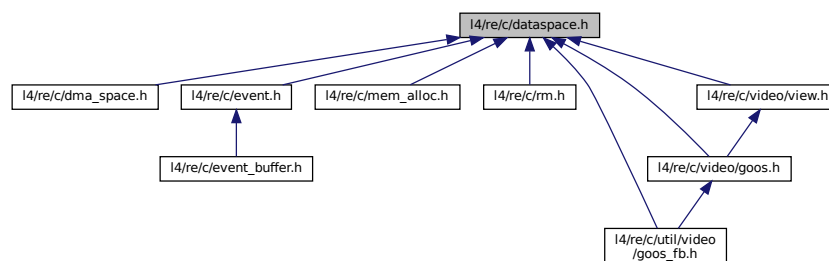 l4/re/c/dataspace.h
l4/re/c/dma_space.h
l4/re/c/event.h
l4/re/c/mem_alloc.h
l4/re/c/rm.h
l4/re/c/video/view.h
l4/re/c/event_buffer.h
l4/re/c/video/goos.h
l4/re/c/util/video
/goos_fb.h